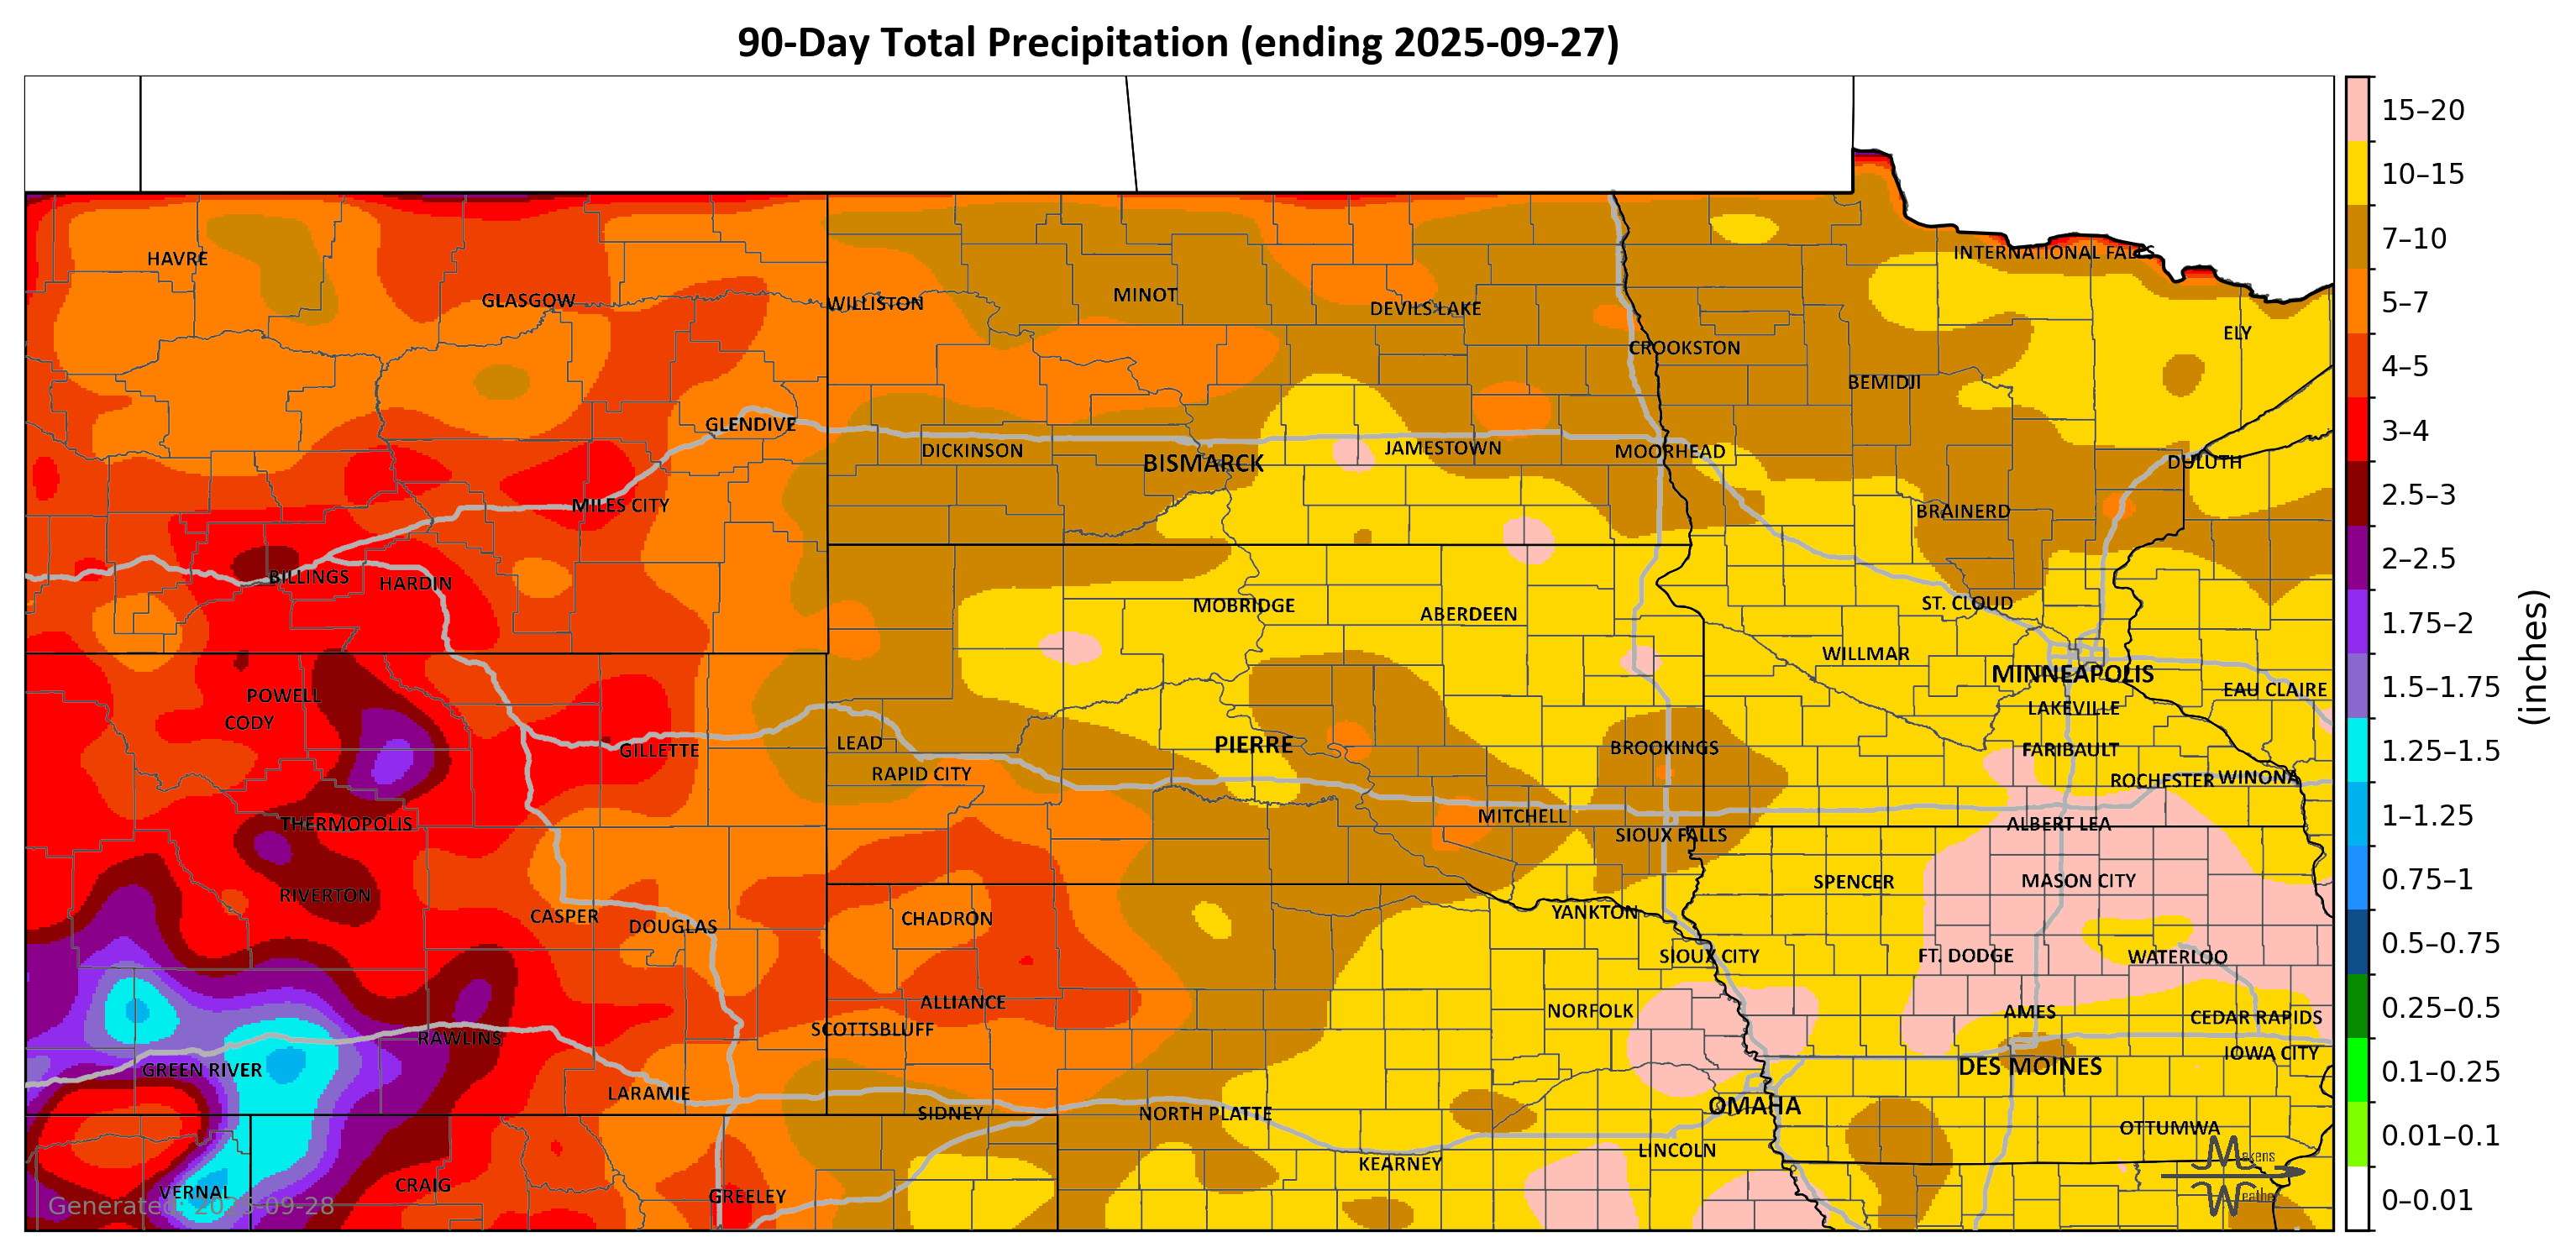 90-Day Total Precipitation (ending 2025-09-27)
15–20
10–15
INTERNATIONAL FALLS
7–10
HAVRE
MINOT
GLASGOW
WILLISTON
DEVILS LAKE
5–7
ELY
CROOKSTON
4–5
BEMIDJI
GLENDIVE
3–4
DICKINSON
JAMESTOWN
MOORHEAD
BISMARCK
DULUTH
2.5–3
MILES CITY
BRAINERD
2–2.5
BILLINGS
HARDIN
MOBRIDGE
ST. CLOUD
ABERDEEN
1.75–2
(inches)
WILLMAR
MINNEAPOLIS
POWELL
EAU CLAIRE
1.5–1.75
CODY
LAKEVILLE
LEAD
PIERRE
BROOKINGS
GILLETTE
FARIBAULT
1.25–1.5
RAPID CITY
ROCHESTER
WINONA
THERMOPOLIS
MITCHELL
ALBERT LEA
1–1.25
SIOUX FALLS
RIVERTON
SPENCER
MASON CITY
0.75–1
CASPER
CHADRON
YANKTON
DOUGLAS
0.5–0.75
SIOUX CITY
FT. DODGE
WATERLOO
ALLIANCE
NORFOLK
AMES
0.25–0.5
CEDAR RAPIDS
SCOTTSBLUFF
RAWLINS
IOWA CITY
GREEN RIVER
DES MOINES
0.1–0.25
LARAMIE
OMAHA
SIDNEY
NORTH PLATTE
OTTUMWA
0.01–0.1
LINCOLN
KEARNEY
Makens
VERNAL
CRAIG
GREELEY
Weather
Generated: 2025-09-28
0–0.01